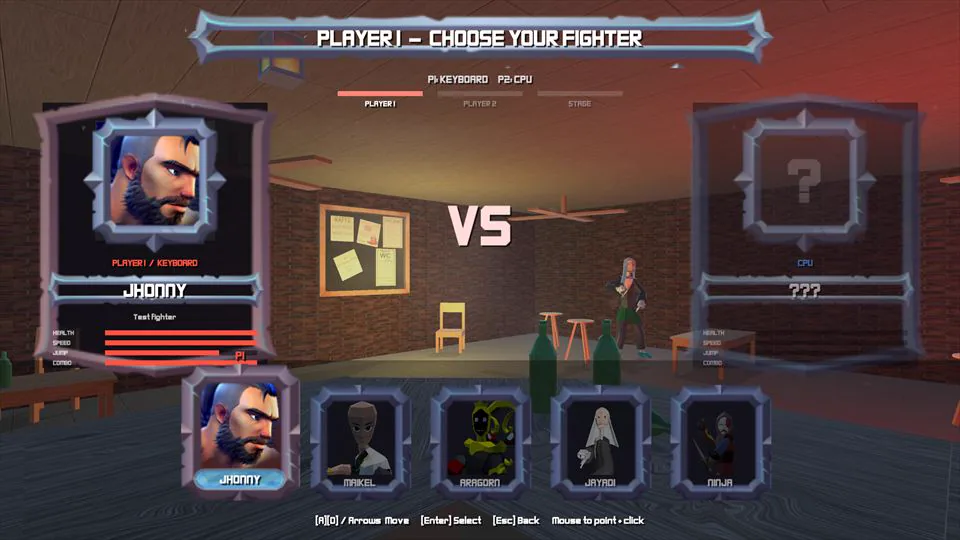 PLAYER 1 – CHOOSE YOUR FIGHTER
P1: KEYBOARD P2: CPU
PLAYER 1 PLAYER 2 STAGE
VS
?
PLAYER 1 / KEYBOARD
JHONNY
Test fighter
HEALTH
SPEED
JUMP
COMBO
P1
CPU
???
HEALTH
SPEED
JUMP
COMBO
WC
JHONNY MAIKEL ARAGORN JAYADI NINJA
[A][D] / Arrows Move [Enter] Select [Esc] Back Mouse to point + click